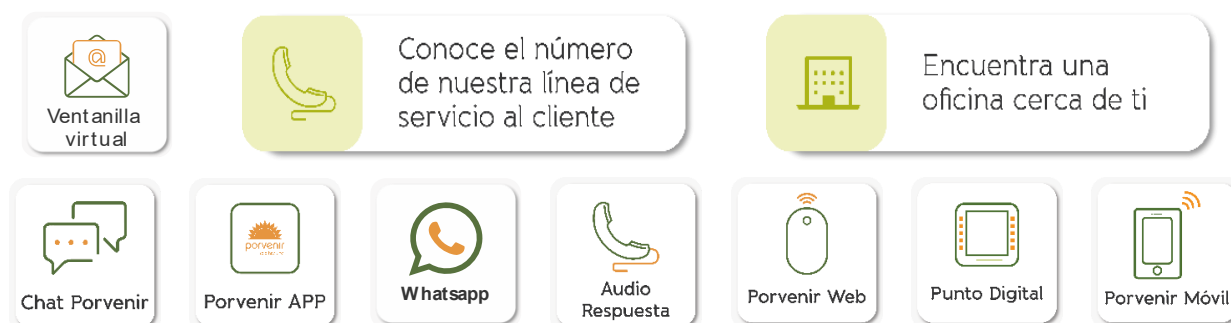 @
Ventanilla
virtual
Conoce el número
de nuestra línea de
servicio al cliente
Encuentra una
oficina cerca de ti
Chat Porvenir
porvenir
Porvenir APP
Whatsapp
Audio
Respuesta
Porvenir Web
Punto Digital
Porvenir Móvil